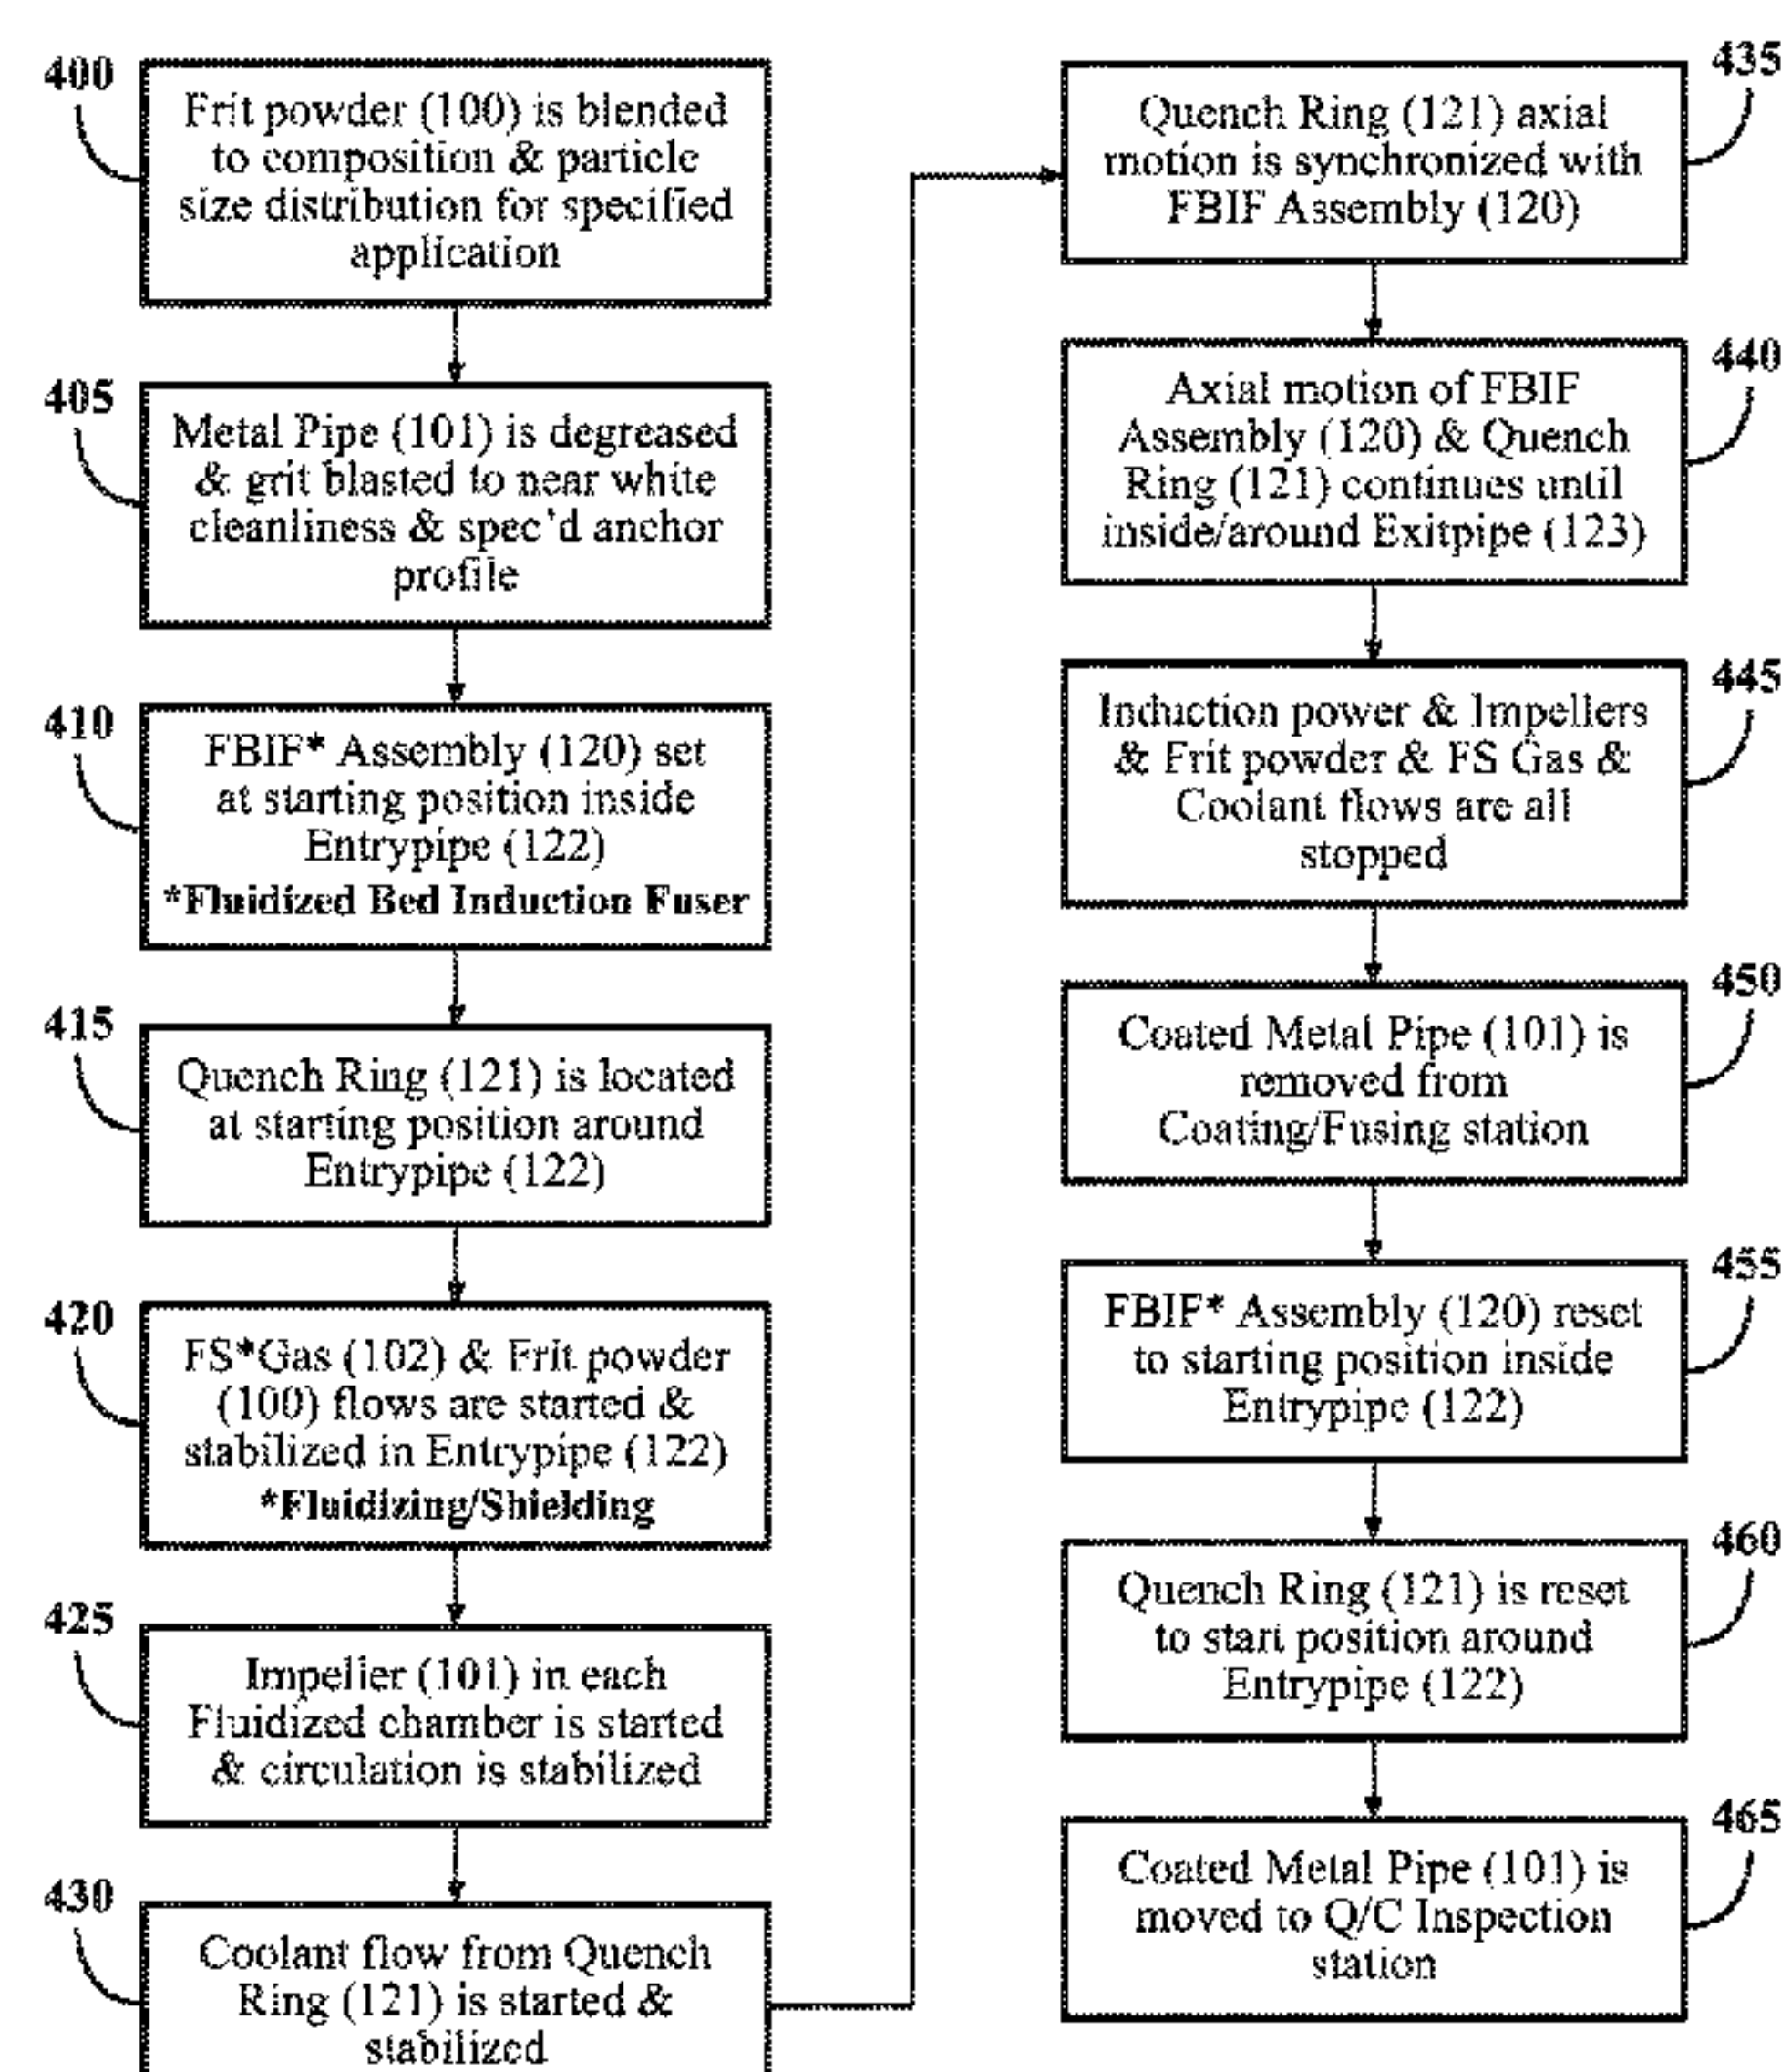 400
Frit powder (100) is blended
to composition & particle
size distribution for specified
application
405
Metal Pipe (101) is degreased
& grit blasted to near white
cleanliness & spec'd anchor
profile
410
FBIF* Assembly (120) set
at starting position inside
Entrypipe (122)
*Fluidized Bed Induction Fuser
415
Quench Ring (121) is located
at starting position around
Entrypipe (122)
420
FS*Gas (102) & Frit powder
(100) flows are started &
stabilized in Entrypipe (122)
*Fluidizing/Shielding
425
Impeller (101) in each
Fluidized chamber is started
& circulation is stabilized
430
Coolant flow from Quench
Ring (121) is started &
stabilized
435
Quench Ring (121) axial
motion is synchronized with
FBIF Assembly (120)
440
Axial motion of FBIF
Assembly (120) & Quench
Ring (121) continues until
inside/around Exitpipe (123)
445
Induction power & Impellers
& Frit powder & FS Gas &
Coolant flows are all
stopped
450
Coated Metal Pipe (101) is
removed from
Coating/Fusing station
455
FBIF* Assembly (120) reset
to starting position inside
Entrypipe (122)
460
Quench Ring (121) is reset
to start position around
Entrypipe (122)
465
Coated Metal Pipe (101) is
moved to Q/C Inspection
station